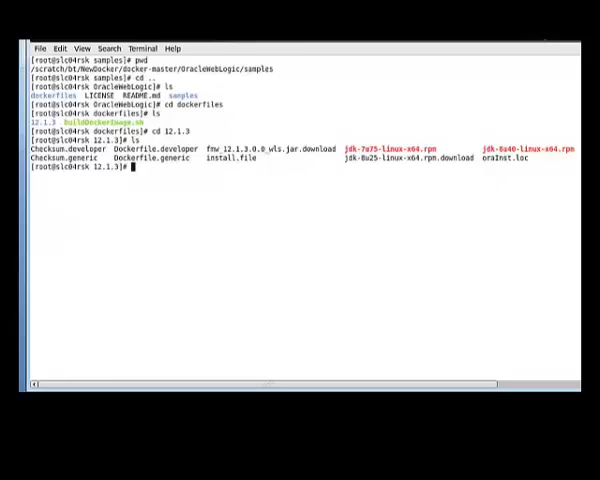 File Edit View Search Terminal Help
[root@slc04rsk samples]# pwd
/scratch/bt/NewDocker/docker-master/OracleWebLogic/samples
[root@slc04rsk samples]# cd ..
[root@slc04rsk OracleWebLogic]# ls
dockerfiles LICENSE README.md samples
[root@slc04rsk OracleWebLogic]# cd dockerfiles
[root@slc04rsk dockerfiles]# ls
12.1.3 buildDockerImage.sh
[root@slc04rsk dockerfiles]# cd 12.1.3
[root@slc04rsk 12.1.3]# ls
Checksum.developer Dockerfile.developer fmw_12.1.3.0.0_wls.jar.download jdk-7u75-linux-x64.rpm jdk-8u40-linux-x64.rpm
Checksum.generic Dockerfile.generic install.file jdk-8u25-linux-x64.rpm.download oraInst.loc
[root@slc04rsk 12.1.3]#